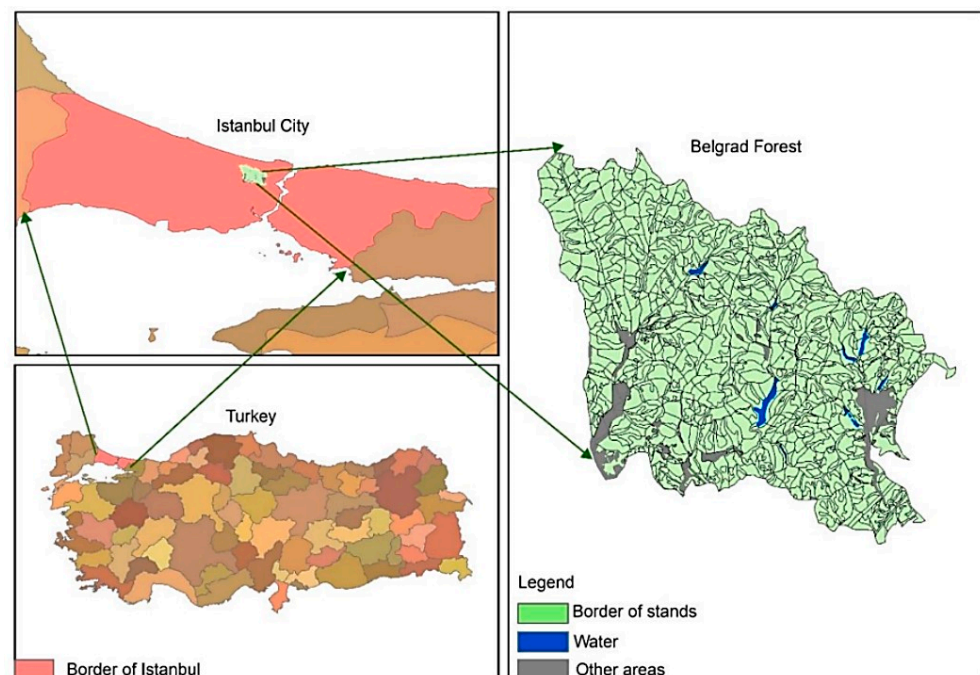 Istanbul City
Belgrad Forest
Turkey
Border of Istanbul
Legend
Border of stands
Water
Other areas